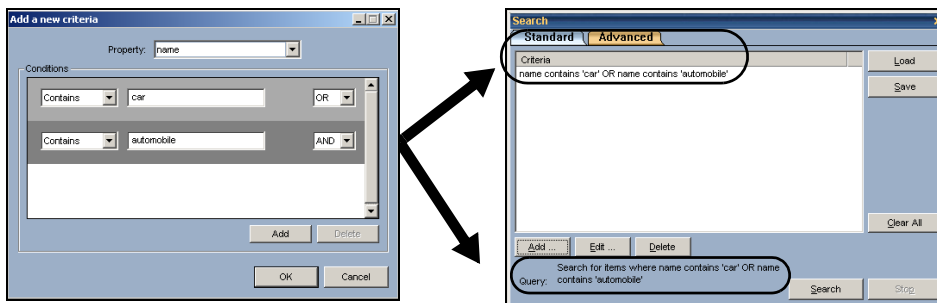 Add a new criteria
Property: name
Conditions
Contains car OR
Contains automobile AND
Add Delete
OK Cancel
Search
Standard Advanced
Criteria
name contains 'car' OR name contains 'automobile'
Load
Save
Clear All
Add ... Edit ... Delete
Query: Search for items where name contains 'car' OR name
contains 'automobile'
Search Stop